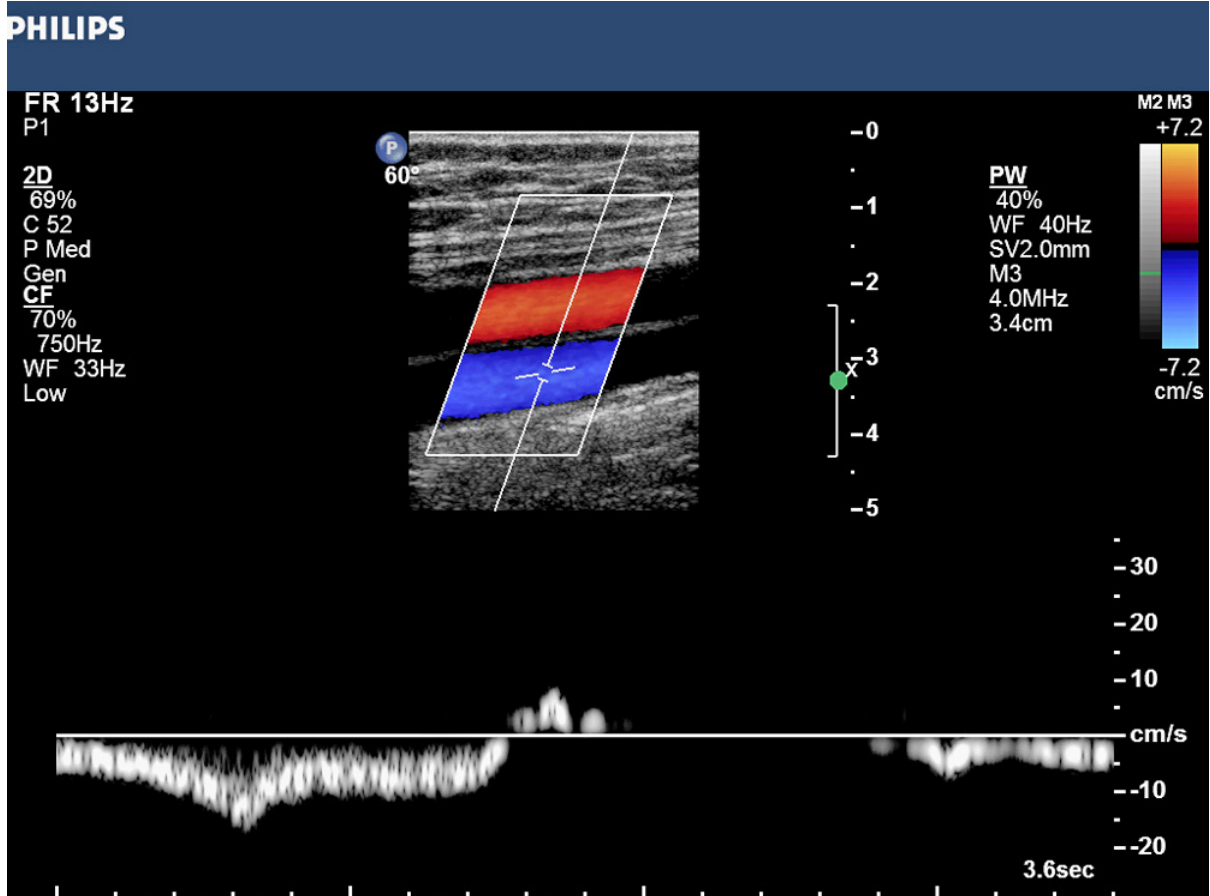 PHILIPS
FR 13Hz
P1
2D
69%
C 52
P Med
Gen
CF
70%
750Hz
WF 33Hz
Low
P
60°
0
1
2
3
4
5
X
PW
40%
WF 40Hz
SV2.0mm
M3
4.0MHz
3.4cm
M2 M3
+7.2
-7.2
cm/s
30
20
10
cm/s
-10
-20
3.6sec